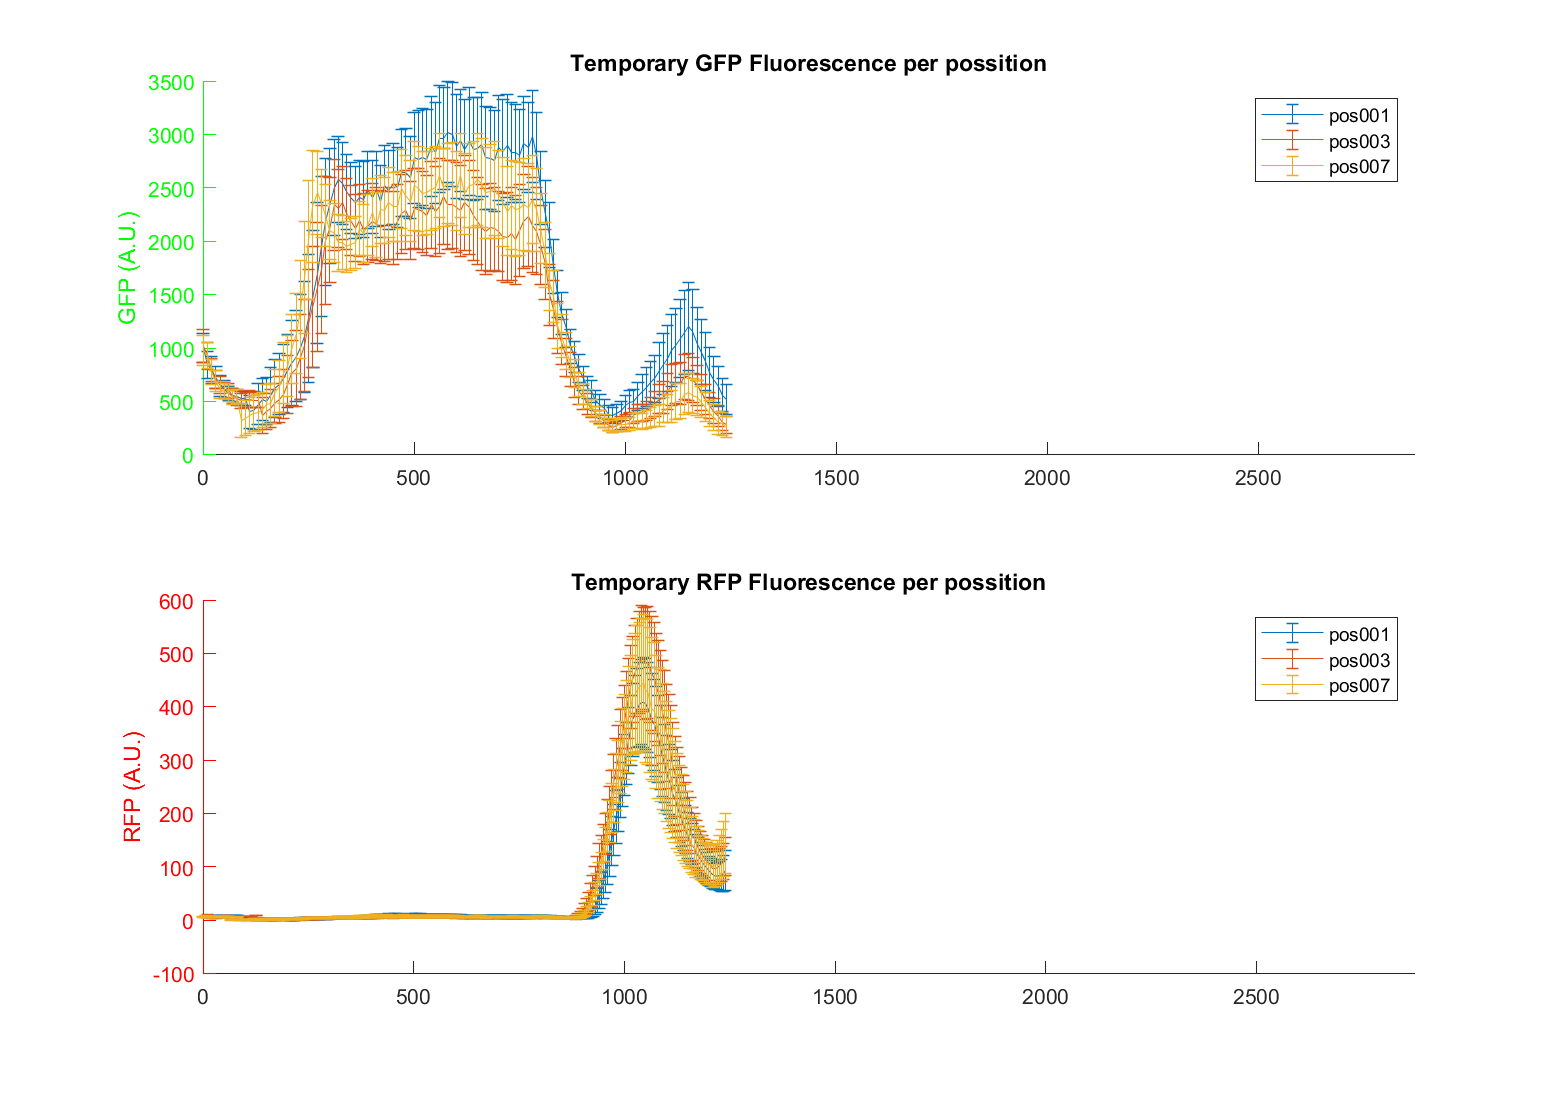 Temporary GFP Fluorescence per possition
3500
3000
2500
2000
1500
1000
500
0
GFP (A.U.)
0 500 1000 1500 2000 2500
pos001
pos003
pos007
Temporary RFP Fluorescence per possition
600
500
400
300
200
100
0
-100
RFP (A.U.)
0 500 1000 1500 2000 2500
pos001
pos003
pos007